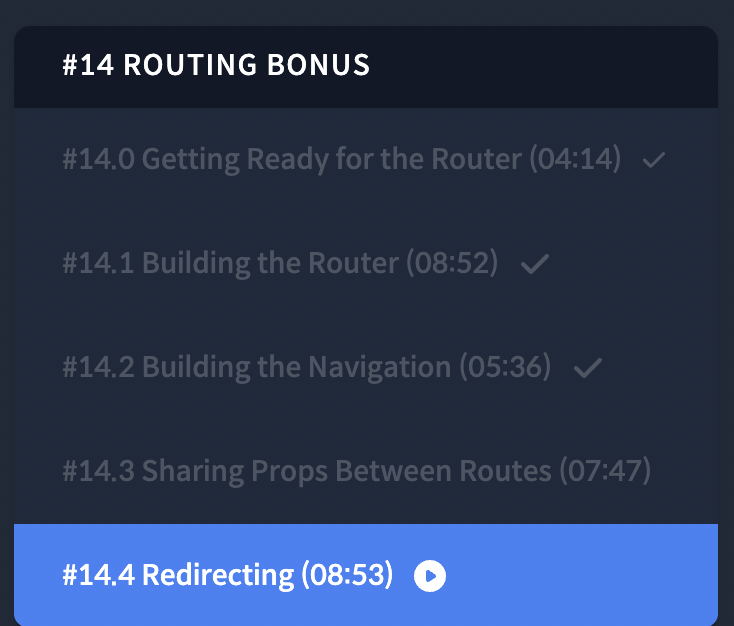 #14 ROUTING BONUS
#14.0 Getting Ready for the Router (04:14)
#14.1 Building the Router (08:52)
#14.2 Building the Navigation (05:36)
#14.3 Sharing Props Between Routes (07:47)
#14.4 Redirecting (08:53)